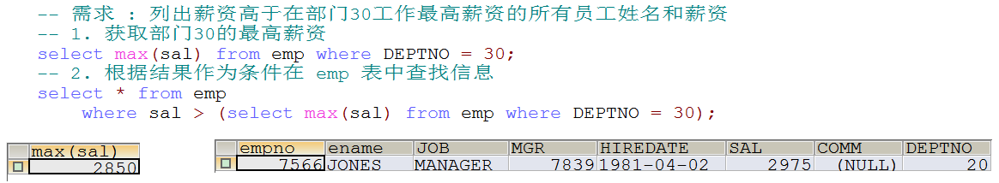 -- 需求 : 列出薪资高于在部门30工作最高薪资的所有员工姓名和薪资
-- 1. 获取部门30的最高薪资
select max(sal) from emp where DEPTNO = 30;
-- 2. 根据结果作为条件在 emp 表中查找信息
select * from emp
where sal > (select max(sal) from emp where DEPTNO = 30);
max(sal)
2850
empno ename JOB MGR HIREDATE SAL COMM DEPTNO
7566 JONES MANAGER 7839 1981-04-02 2975 (NULL) 20